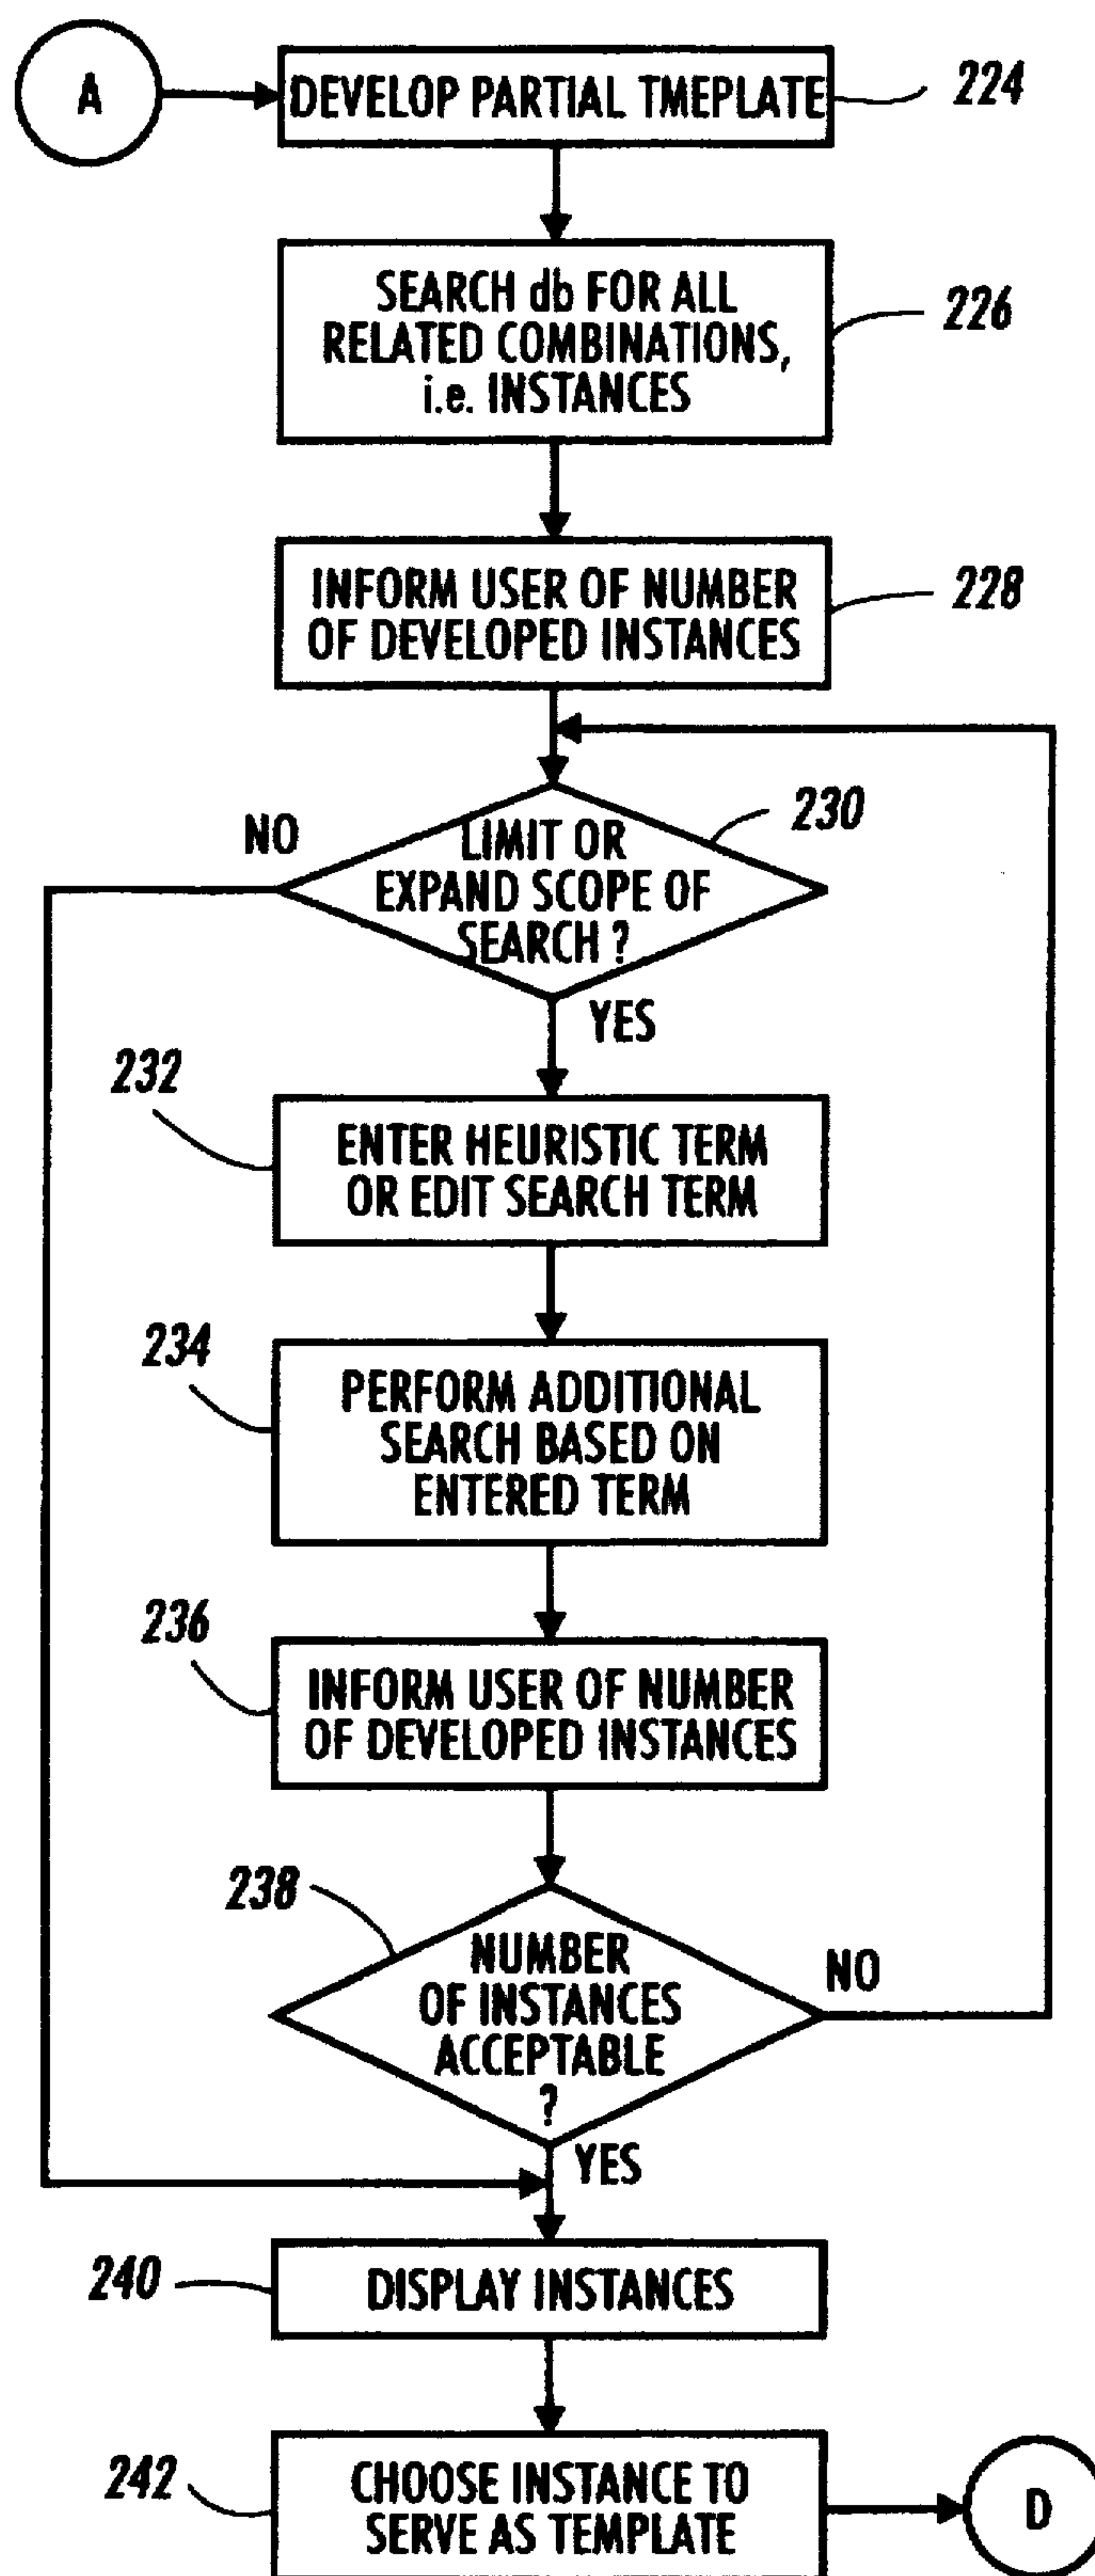 A
DEVELOP PARTIAL TMEPLATE
224
SEARCH db FOR ALL
RELATED COMBINATIONS,
i.e. INSTANCES
226
INFORM USER OF NUMBER
OF DEVELOPED INSTANCES
228
NO
LIMIT OR
EXPAND SCOPE OF
SEARCH ?
230
YES
232
ENTER HEURISTIC TERM
OR EDIT SEARCH TERM
234
PERFORM ADDITIONAL
SEARCH BASED ON
ENTERED TERM
236
INFORM USER OF NUMBER
OF DEVELOPED INSTANCES
238
NUMBER
OF INSTANCES
ACCEPTABLE
?
NO
YES
240
DISPLAY INSTANCES
242
CHOOSE INSTANCE TO
SERVE AS TEMPLATE
D